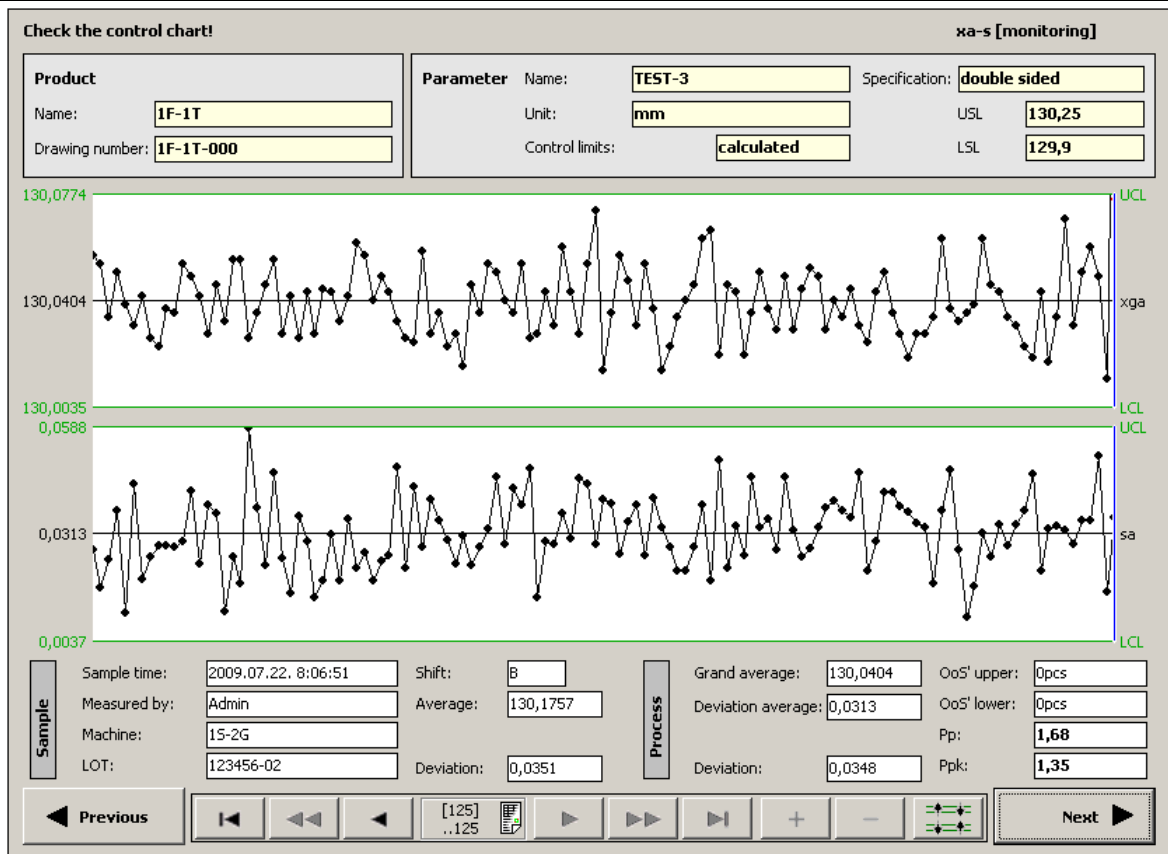 Check the control chart! xa-s [monitoring]
Product
Name: 1F-1T
Drawing number: 1F-1T-000
Parameter Name: TEST-3 Specification: double sided
Unit: mm USL 130,25
Control limits: calculated LSL 129,9
130,0774 UCL
130,0404 xga
130,0035 LCL
0,0588 UCL
0,0313 sa
0,0037 LCL
Sample
Sample time: 2009.07.22. 8:06:51 Shift: B
Measured by: Admin Average: 130,1757
Machine: 1S-2G
LOT: 123456-02 Deviation: 0,0351
Process
Grand average: 130,0404 OoS' upper: 0pcs
Deviation average: 0,0313 OoS' lower: 0pcs
Pp: 1,68
Deviation: 0,0348 Ppk: 1,35
Previous
[125]
..125
Next